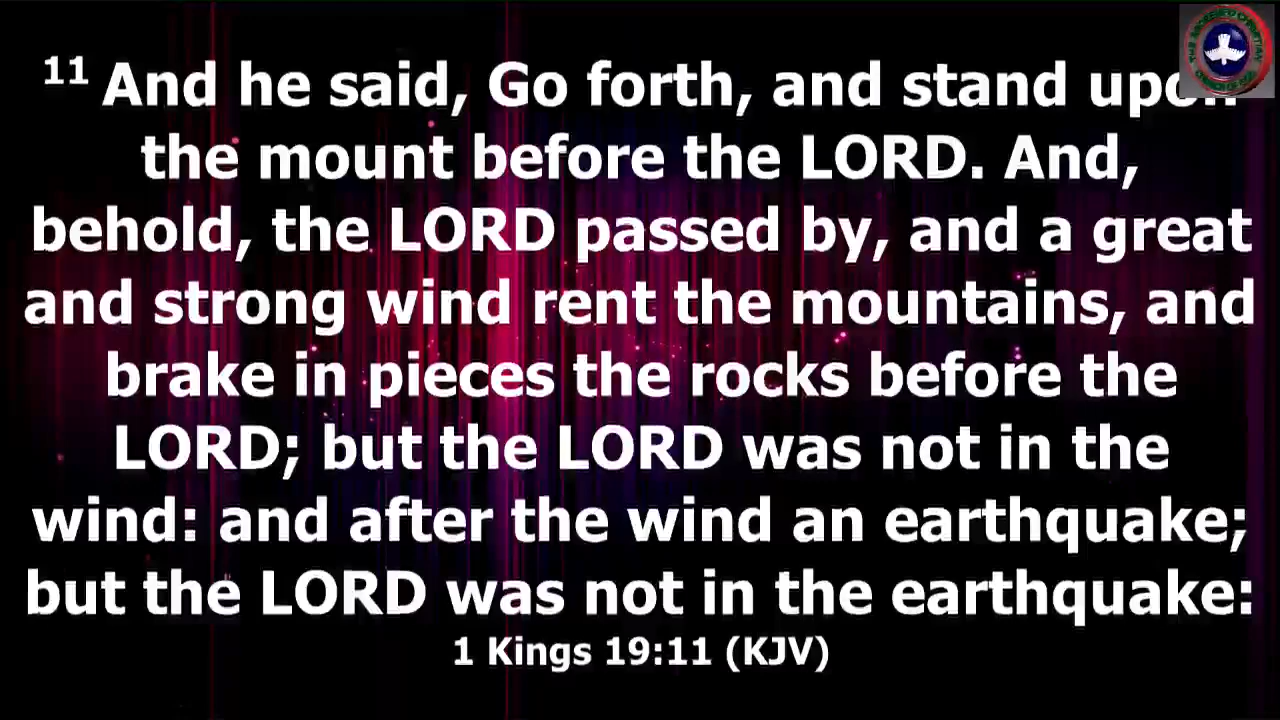 11 And he said, Go forth, and stand upon
the mount before the LORD. And,
behold, the LORD passed by, and a great
and strong wind rent the mountains, and
brake in pieces the rocks before the
LORD; but the LORD was not in the
wind: and after the wind an earthquake;
but the LORD was not in the earthquake:
1 Kings 19:11 (KJV)